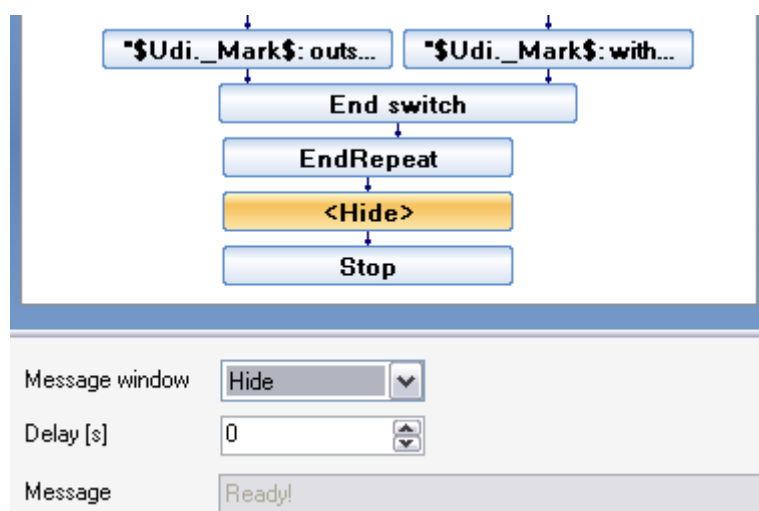 "$Udi._Mark$: outs... "$Udi._Mark$: with...
End switch
EndRepeat
<Hide>
Stop
Message window Hide
Delay [s] 0
Message Ready!